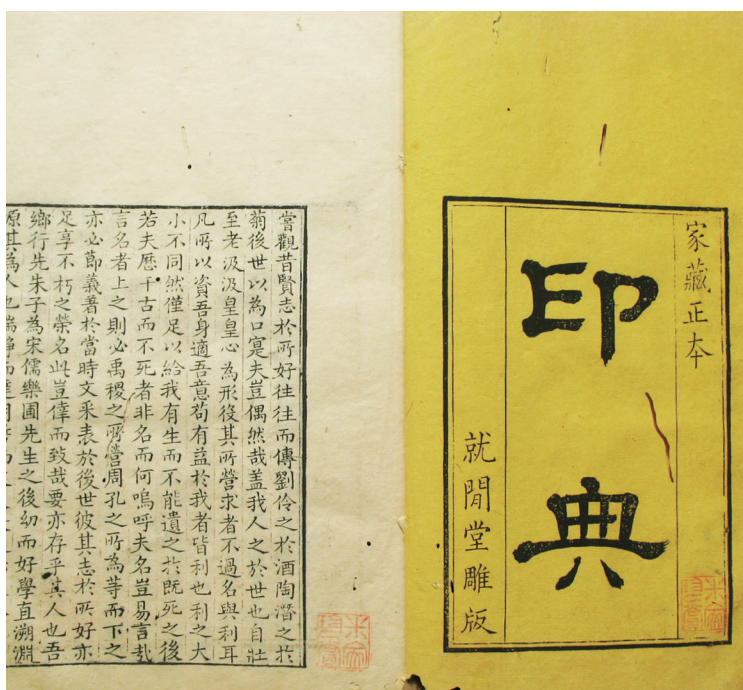 家藏正本
印典
就閒堂雕版
嘗觀昔賢志於所好往往而傳劉伶之於酒陶潛之於
菊後世以為口寔夫豈偶然哉盖我人之於世也自壯
至老汲汲皇皇心為形役其所營求者不過名與利耳
凡所以資吾身適吾意苟有益於我者皆利也利之大
小不同然僅足以給我有生而不能遺之於既死之後
若夫歷千古而不死者非名而何嗚呼夫名豈易言哉
言名者上之則必禹稷之所營周孔之所為等而下之
亦必節義著於當時文采表於後世彼其志於所好亦
足享不朽之榮名此豈倖而致哉要亦存乎其人也吾
鄉行先朱子為宋儒樂圃先生之後幼而好學直溯淵
源其為人也端靜而